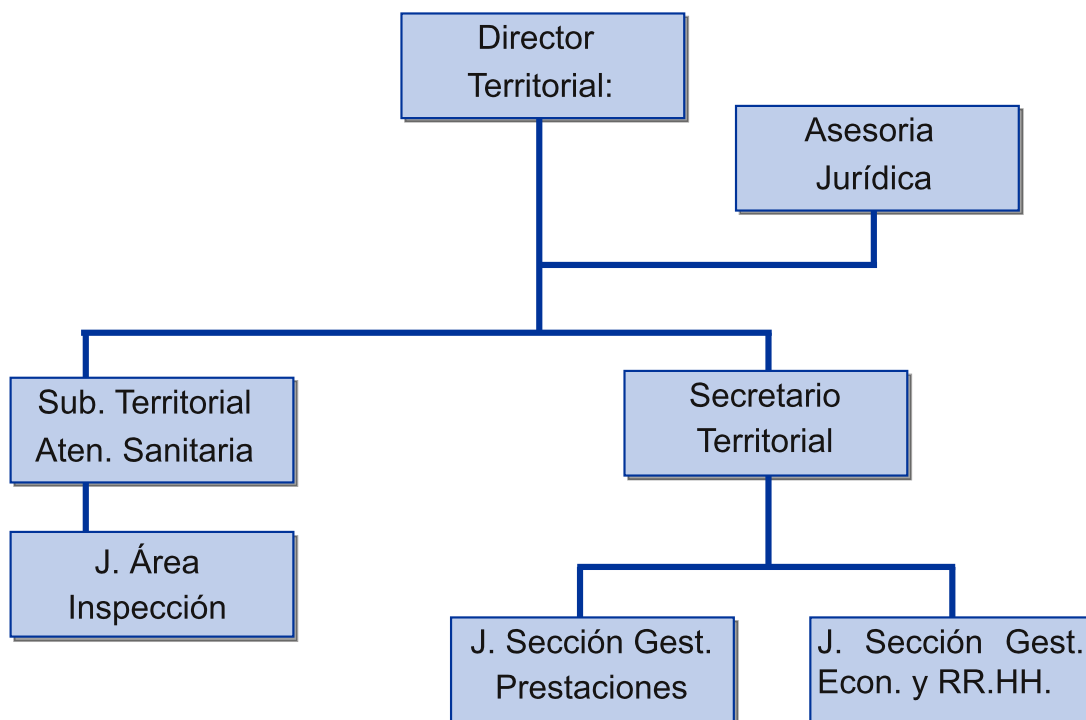 Director
Territorial:
Asesoria
Jurídica
Sub. Territorial
Aten. Sanitaria
Secretario
Territorial
J. Área
Inspección
J. Sección Gest.
Prestaciones
J. Sección Gest.
Econ. y RR.HH.